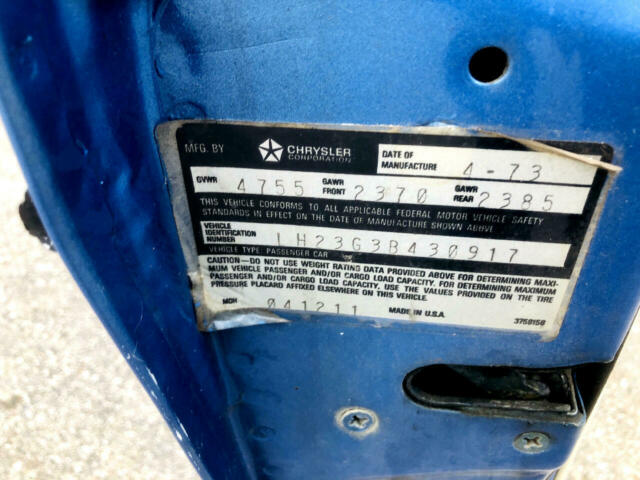 MFG. BY CHRYSLER CORPORATION DATE OF MANUFACTURE 4-73
GVWR 4755 GAWR FRONT 2370 GAWR REAR 2385
THIS VEHICLE CONFORMS TO ALL APPLICABLE FEDERAL MOTOR VEHICLE SAFETY
STANDARDS IN EFFECT ON THE DATE OF MANUFACTURE SHOWN ABOVE
VEHICLE IDENTIFICATION NUMBER LH23G3B430917
VEHICLE TYPE: PASSENGER CAR
CAUTION—DO NOT USE WEIGHT RATING DATA PROVIDED ABOVE FOR DETERMINING MAXI-
MUM VEHICLE PASSENGER AND/OR CARGO LOAD CAPACITY. FOR DETERMINING MAXIMUM
PASSENGER AND/OR CARGO LOAD CAPACITY, USE THE VALUES PROVIDED ON THE TIRE
PRESSURE PLACARD AFFIXED ELSEWHERE ON THIS VEHICLE.
MDH 041211 MADE IN U.S.A. 3758158